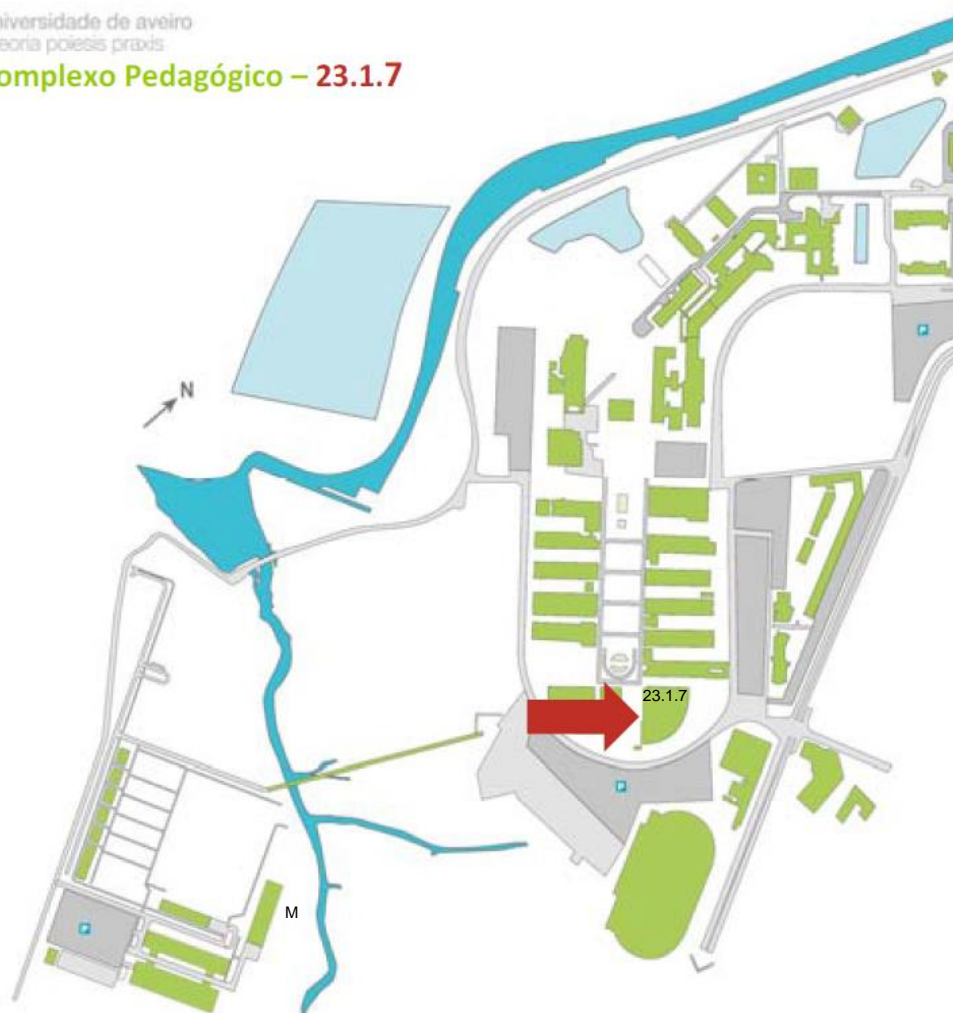 niversidade de aveiro
eoria poiesis praxis
omplexo Pedagógico – 23.1.7
N
P
23.1.7
P
M
P